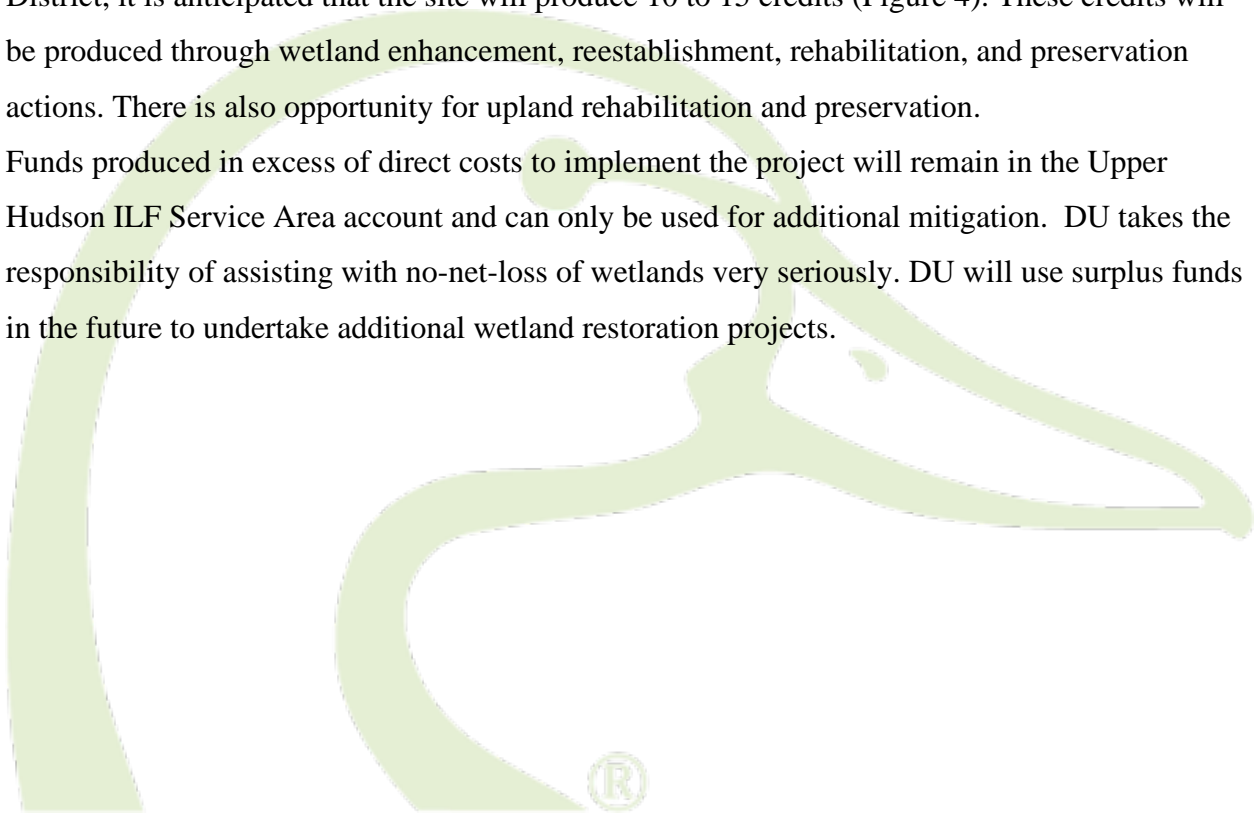 District, it is anticipated that the site will produce 10 to 15 credits (Figure 4). These credits will
be produced through wetland enhancement, reestablishment, rehabilitation, and preservation
actions. There is also opportunity for upland rehabilitation and preservation.
Funds produced in excess of direct costs to implement the project will remain in the Upper
Hudson ILF Service Area account and can only be used for additional mitigation.  DU takes the
responsibility of assisting with no-net-loss of wetlands very seriously. DU will use surplus funds
in the future to undertake additional wetland restoration projects.
®